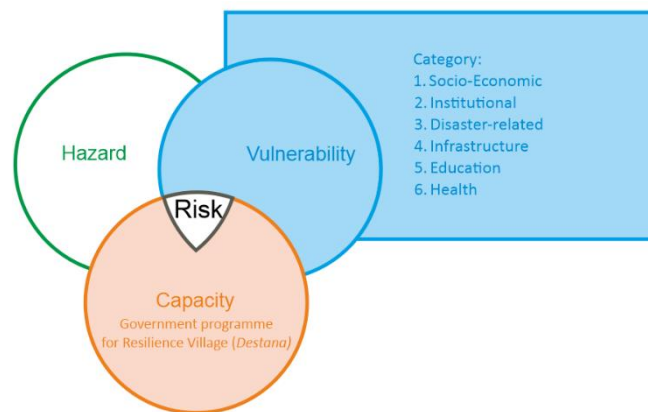 Category:
1. Socio-Economic
2. Institutional
3. Disaster-related
4. Infrastructure
5. Education
6. Health
Hazard
Vulnerability
Risk
Capacity
Government programme
for Resilience Village (Destana)